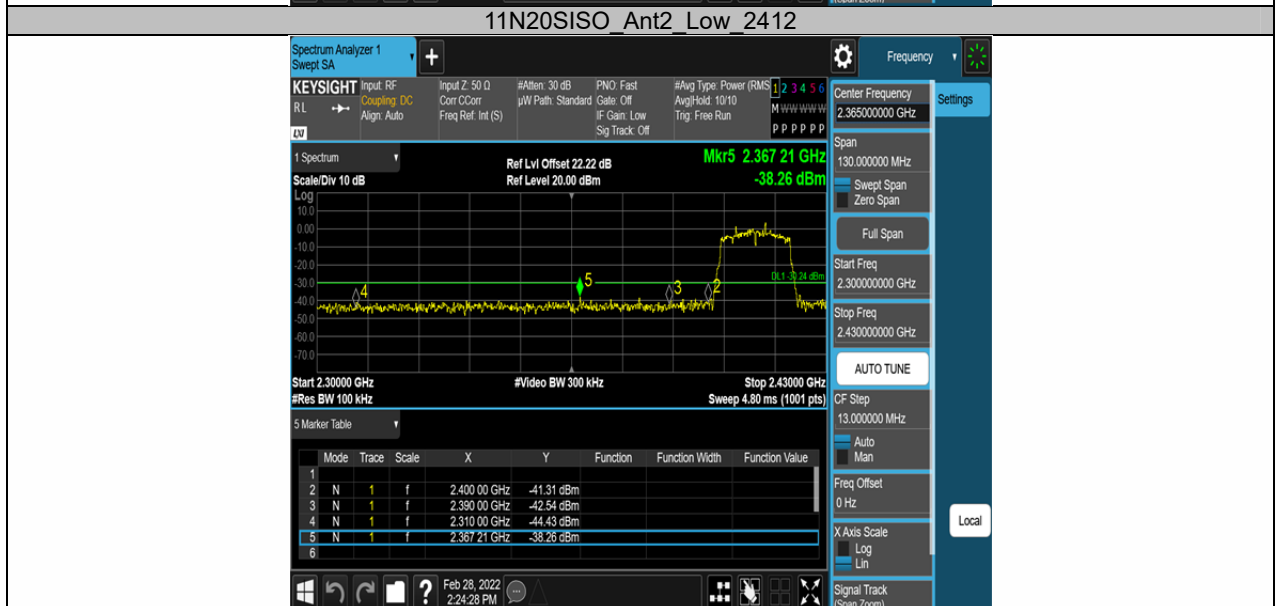 (Span Zoom)
11N20SISO_Ant2_Low_2412
Spectrum Analyzer 1
Swept SA
+
Frequency
KEYSIGHT
RL
LXI
Input: RF
Coupling: DC
Align: Auto
Input Z: 50 Ω
Corr CCorr
Freq Ref: Int (S)
#Atten: 30 dB
µW Path: Standard
PNO: Fast
Gate: Off
IF Gain: Low
Sig Track: Off
#Avg Type: Power (RMS
Avg|Hold: 10/10
Trig: Free Run
1 2 3 4 5 6
M W W W W W
P P P P P P
1 Spectrum
Scale/Div 10 dB
Ref Lvl Offset 22.22 dB
Ref Level 20.00 dBm
Mkr5 2.367 21 GHz
-38.26 dBm
Log
10.0
0.00
-10.0
-20.0
-30.0
-40.0
-50.0
-60.0
-70.0
DL1 -30.24 dBm
4
5
3
2
Start 2.30000 GHz
#Res BW 100 kHz
#Video BW 300 kHz
Stop 2.43000 GHz
Sweep 4.80 ms (1001 pts)
5 Marker Table
Mode Trace Scale X Y Function Function Width Function Value
1
2 N 1 f 2.400 00 GHz -41.31 dBm
3 N 1 f 2.390 00 GHz -42.54 dBm
4 N 1 f 2.310 00 GHz -44.43 dBm
5 N 1 f 2.367 21 GHz -38.26 dBm
6
?
Feb 28, 2022
2:24:28 PM
Center Frequency
2.365000000 GHz
Settings
Span
130.000000 MHz
Swept Span
Zero Span
Full Span
Start Freq
2.300000000 GHz
Stop Freq
2.430000000 GHz
AUTO TUNE
CF Step
13.000000 MHz
Auto
Man
Freq Offset
0 Hz
Local
X Axis Scale
Log
Lin
Signal Track
(Span Zoom)